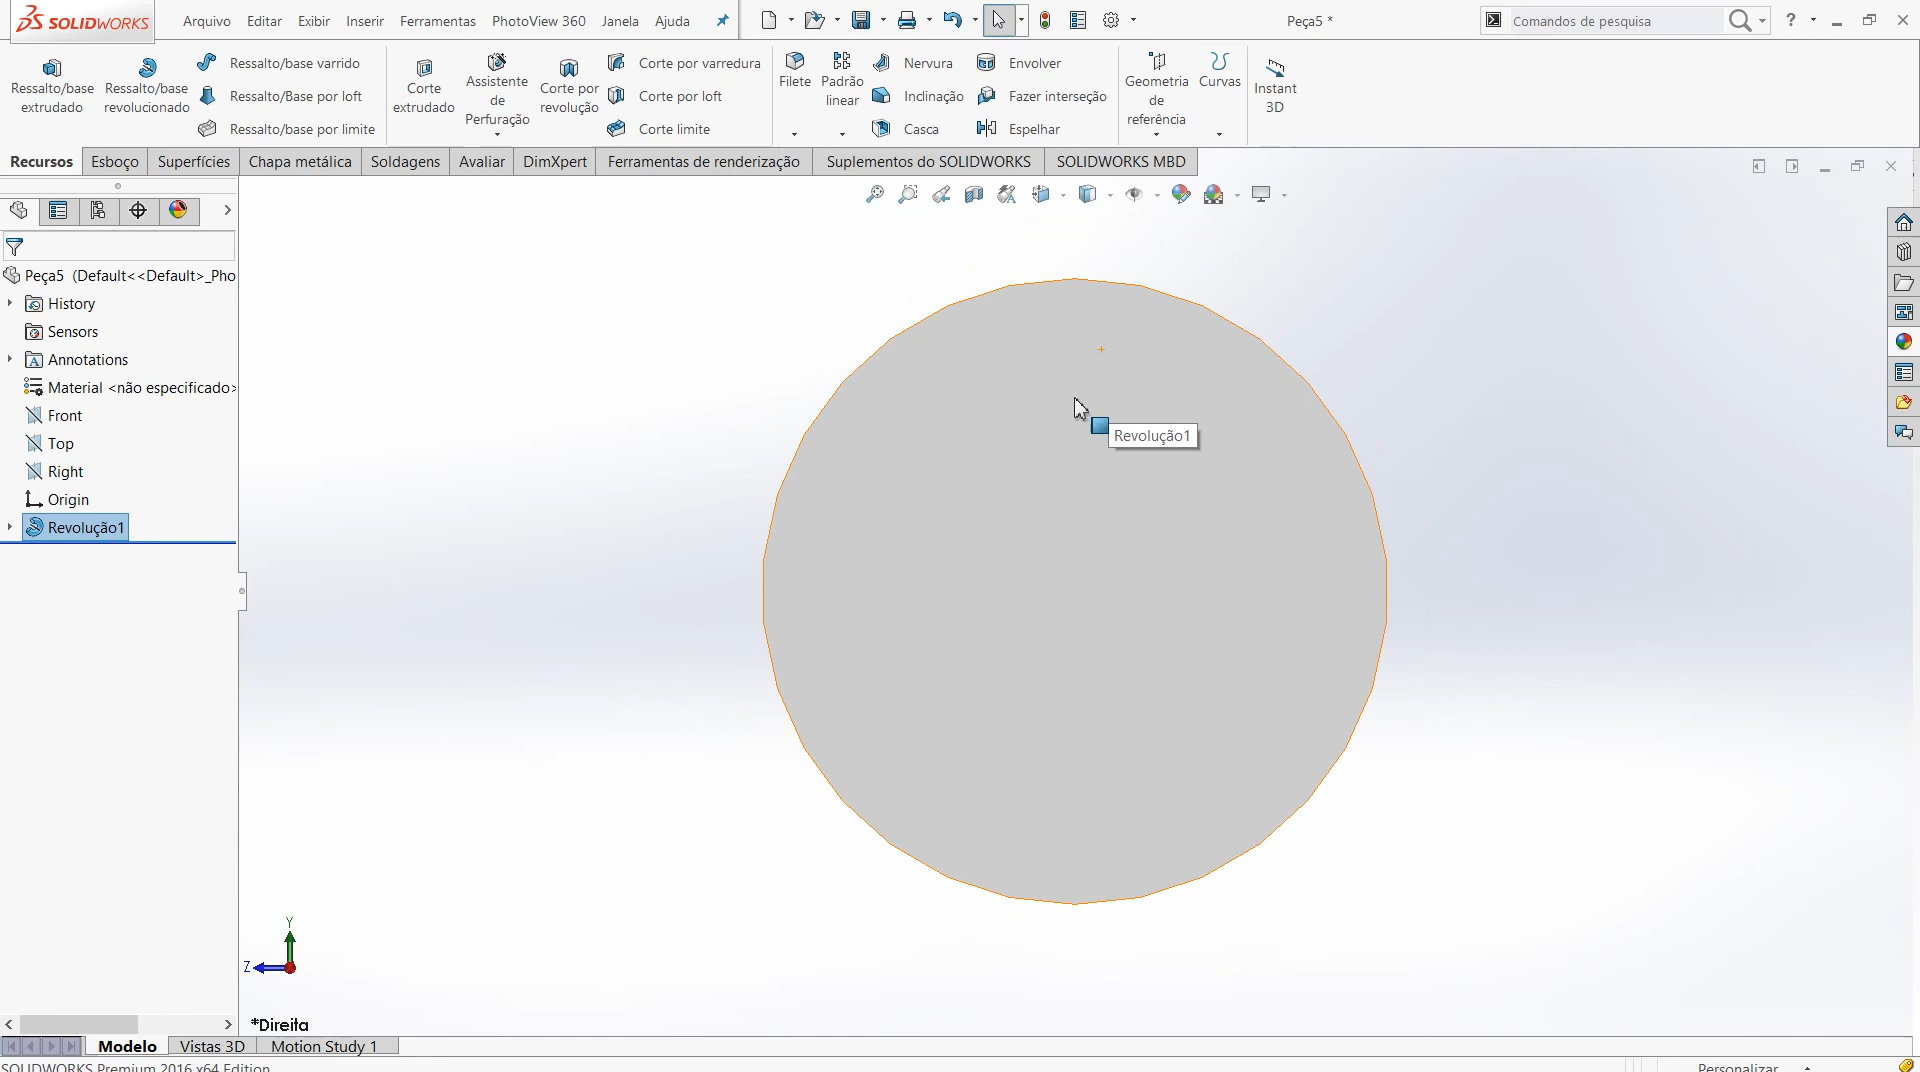 SOLIDWORKS Arquivo Editar Exibir Inserir Ferramentas PhotoView 360 Janela Ajuda Peça5 * Comandos de pesquisa ?
Ressalto/base extrudado
Ressalto/base revolucionado
Ressalto/base varrido
Ressalto/Base por loft
Ressalto/base por limite
Corte extrudado
Assistente de Perfuração
Corte por revolução
Corte por varredura
Corte por loft
Corte limite
Filete
Padrão linear
Nervura
Inclinação
Casca
Envolver
Fazer interseção
Espelhar
Geometria de referência
Curvas
Instant 3D
Recursos Esboço Superfícies Chapa metálica Soldagens Avaliar DimXpert Ferramentas de renderização Suplementos do SOLIDWORKS SOLIDWORKS MBD
Peça5 (Default<<Default>_Pho
History
Sensors
A Annotations
Material <não especificado>
Front
Top
Right
Origin
Revolução1
Revolução1
Y
Z
*Direita
Modelo Vistas 3D Motion Study 1
SOLIDWORKS Premium 2016 x64 Edition Personalizar